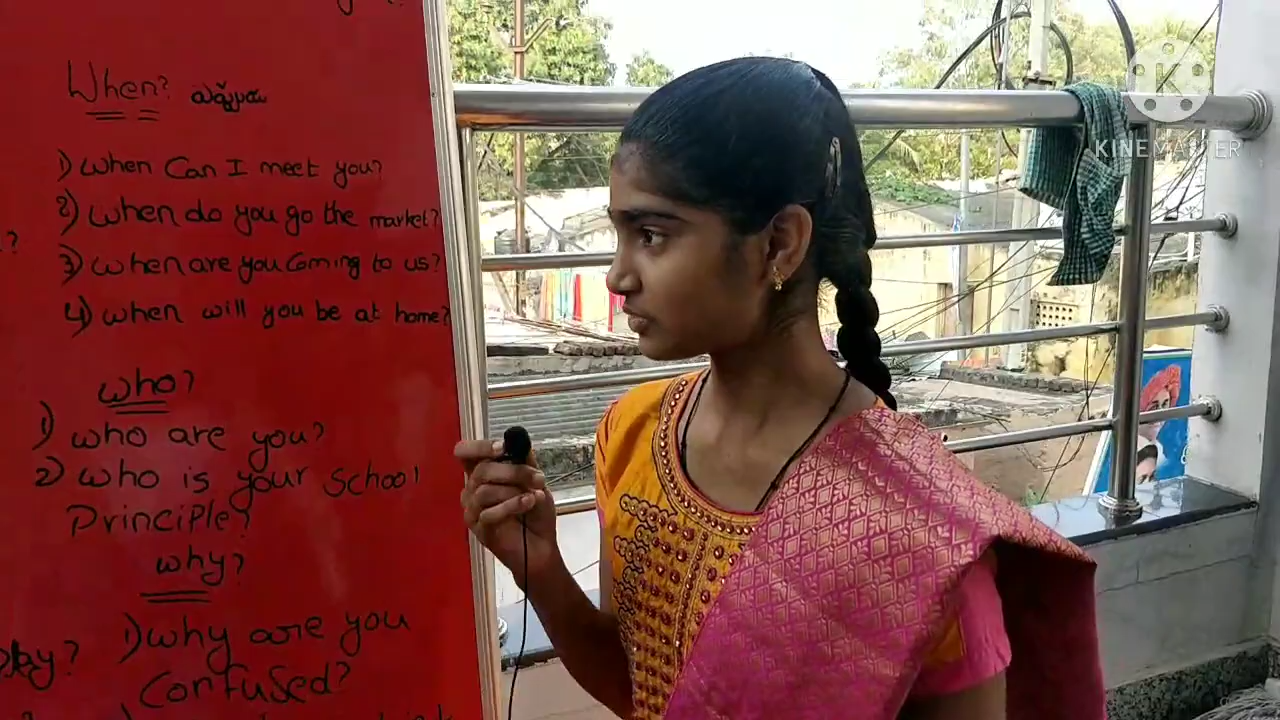 When? ఎప్పుడు
1) When Can I meet you?
2) when do you go the market?
3) when are you Coming to us?
4) when will you be at home?
who?
1) who are you?
2) who is your School
Principle?
why?
1) why are you
Confused?
KINEMASTER